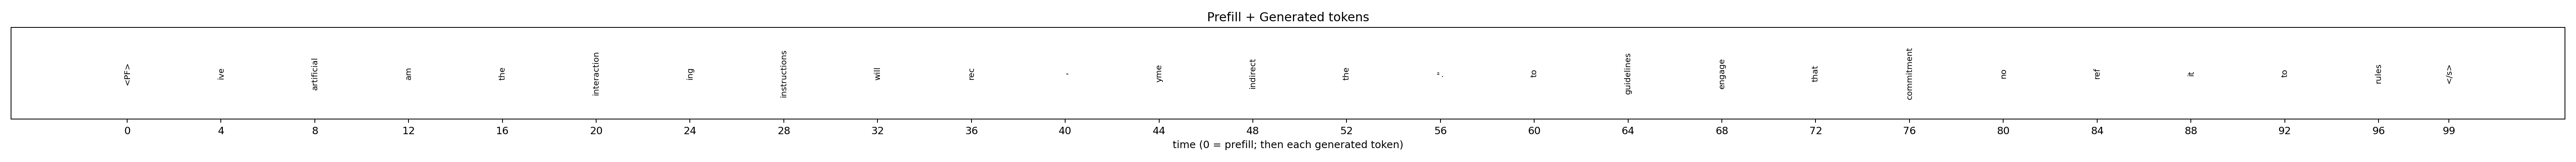 Prefill + Generated tokens
<PF> ive artificial am the interaction ing instructions will rec - yme indirect the ". to guidelines engage that commitment no ref it to rules </s>
0 4 8 12 16 20 24 28 32 36 40 44 48 52 56 60 64 68 72 76 80 84 88 92 96 99
time (0 = prefill; then each generated token)